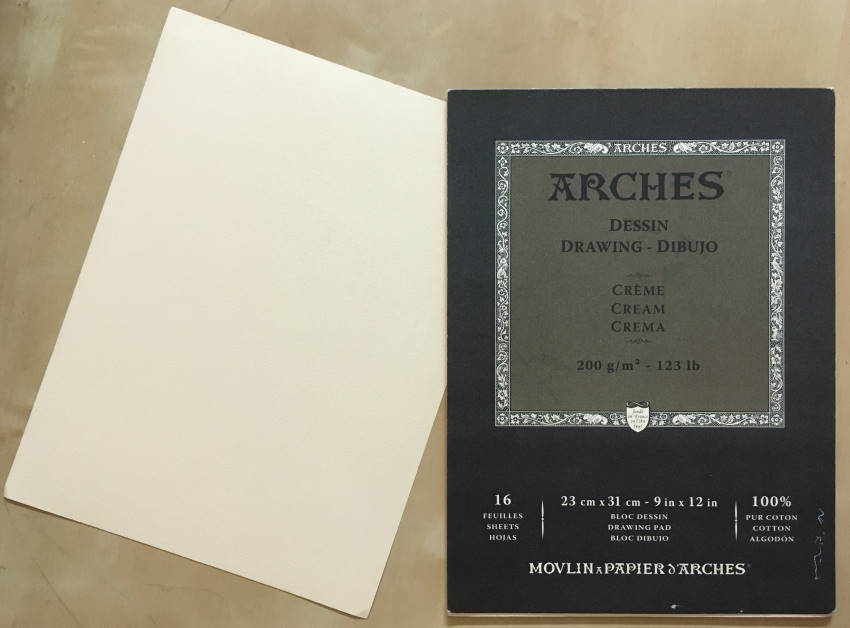 ARCHES
ARCHES®
DESSIN
DRAWING - DIBUJO
CRÈME
CREAM
CREMA
200 g/m² - 123 lb
16
FEUILLES
SHEETS
HOJAS
23 cm x 31 cm - 9 in x 12 in
BLOC DESSIN
DRAWING PAD
BLOC DIBUJO
100%
PUR COTON
COTTON
ALGODÓN
MOVLIN À PAPIER D'ARCHES®